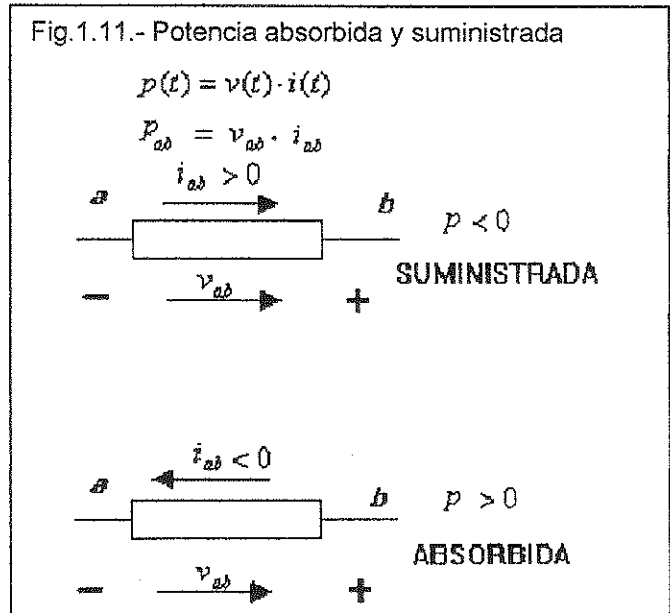 Fig.1.11.- Potencia absorbida y suministrada
p(t) = v(t)·i(t)
P_ab = v_ab · i_ab
i_ab > 0
a b p < 0
SUMINISTRADA
v_ab
− +
i_ab < 0
a b p > 0
ABSORBIDA
v_ab
− +